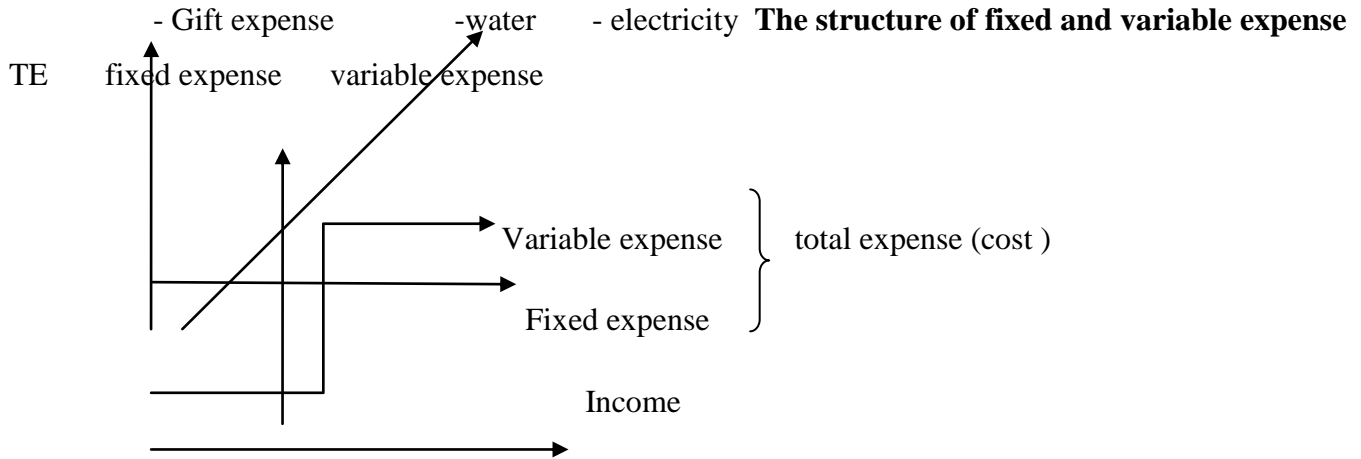 - Gift expense -water - electricity The structure of fixed and variable expense
TE fixed expense variable expense
Variable expense total expense (cost )
Fixed expense
Income